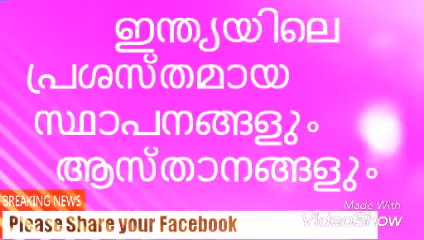 ഇന്ത്യയിലെ
പ്രശസ്തമായ
സ്ഥാപനങ്ങളും
ആസ്താനങ്ങളും
BREAKING NEWS
Please Share your Facebook
Made With
VideoShow